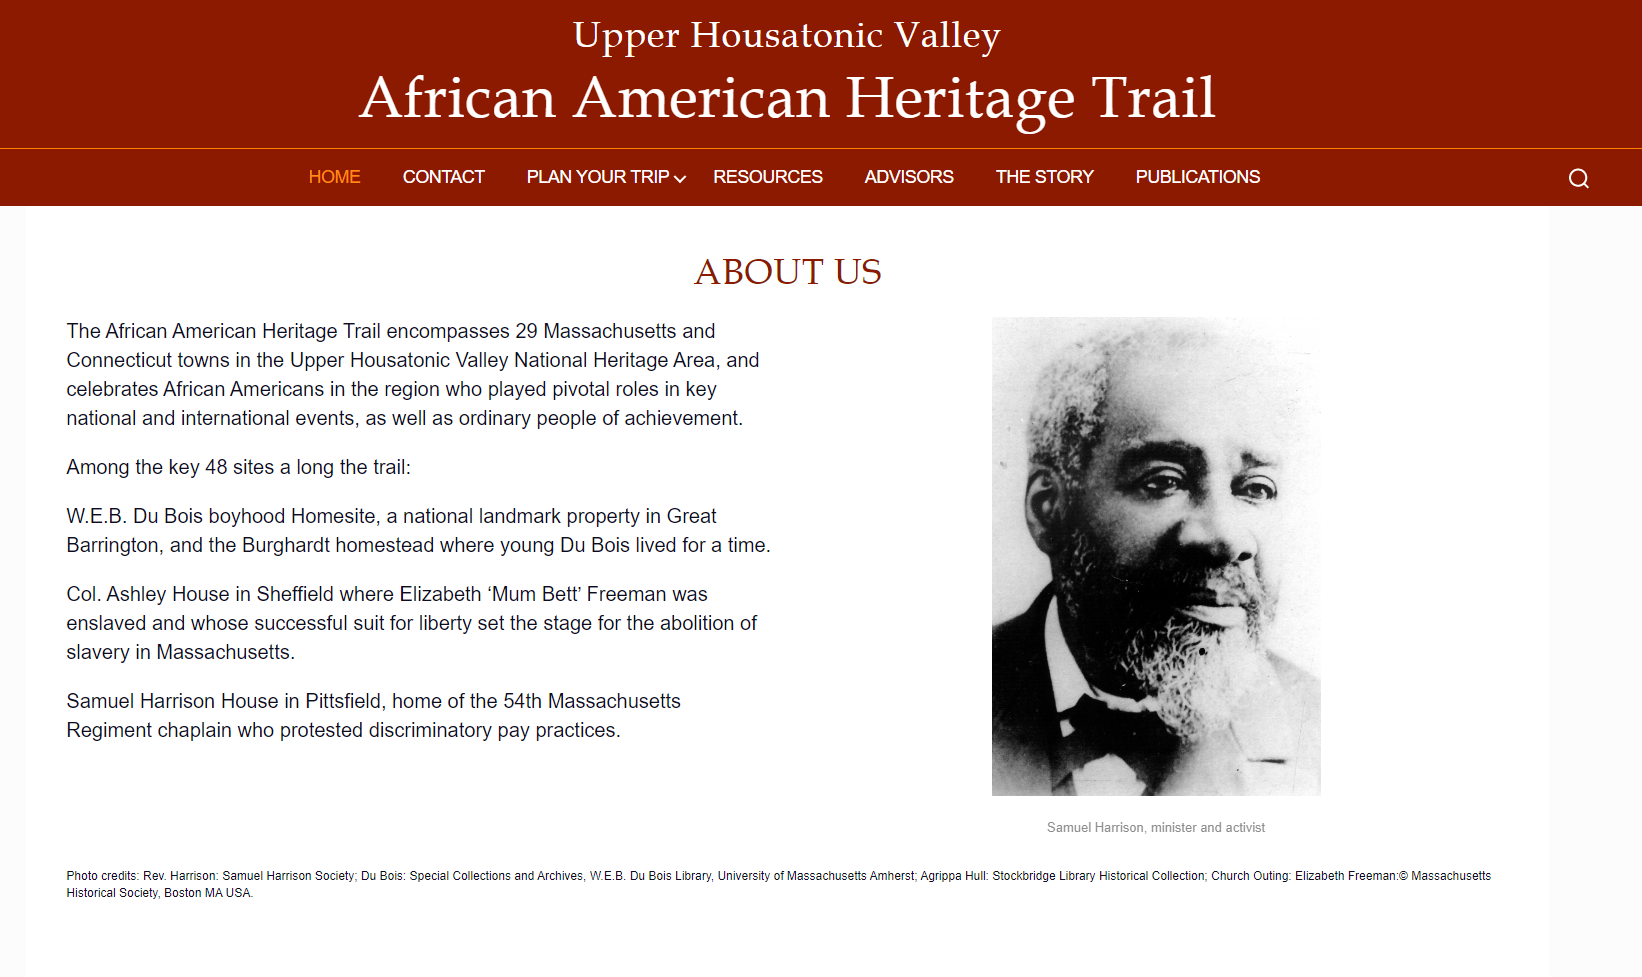 Upper Housatonic Valley
African American Heritage Trail
HOME CONTACT PLAN YOUR TRIP RESOURCES ADVISORS THE STORY PUBLICATIONS
ABOUT US
The African American Heritage Trail encompasses 29 Massachusetts and
Connecticut towns in the Upper Housatonic Valley National Heritage Area, and
celebrates African Americans in the region who played pivotal roles in key
national and international events, as well as ordinary people of achievement.
Among the key 48 sites a long the trail:
W.E.B. Du Bois boyhood Homesite, a national landmark property in Great
Barrington, and the Burghardt homestead where young Du Bois lived for a time.
Col. Ashley House in Sheffield where Elizabeth ‘Mum Bett’ Freeman was
enslaved and whose successful suit for liberty set the stage for the abolition of
slavery in Massachusetts.
Samuel Harrison House in Pittsfield, home of the 54th Massachusetts
Regiment chaplain who protested discriminatory pay practices.
Samuel Harrison, minister and activist
Photo credits: Rev. Harrison: Samuel Harrison Society; Du Bois: Special Collections and Archives, W.E.B. Du Bois Library, University of Massachusetts Amherst; Agrippa Hull: Stockbridge Library Historical Collection; Church Outing: Elizabeth Freeman:© Massachusetts
Historical Society, Boston MA USA.